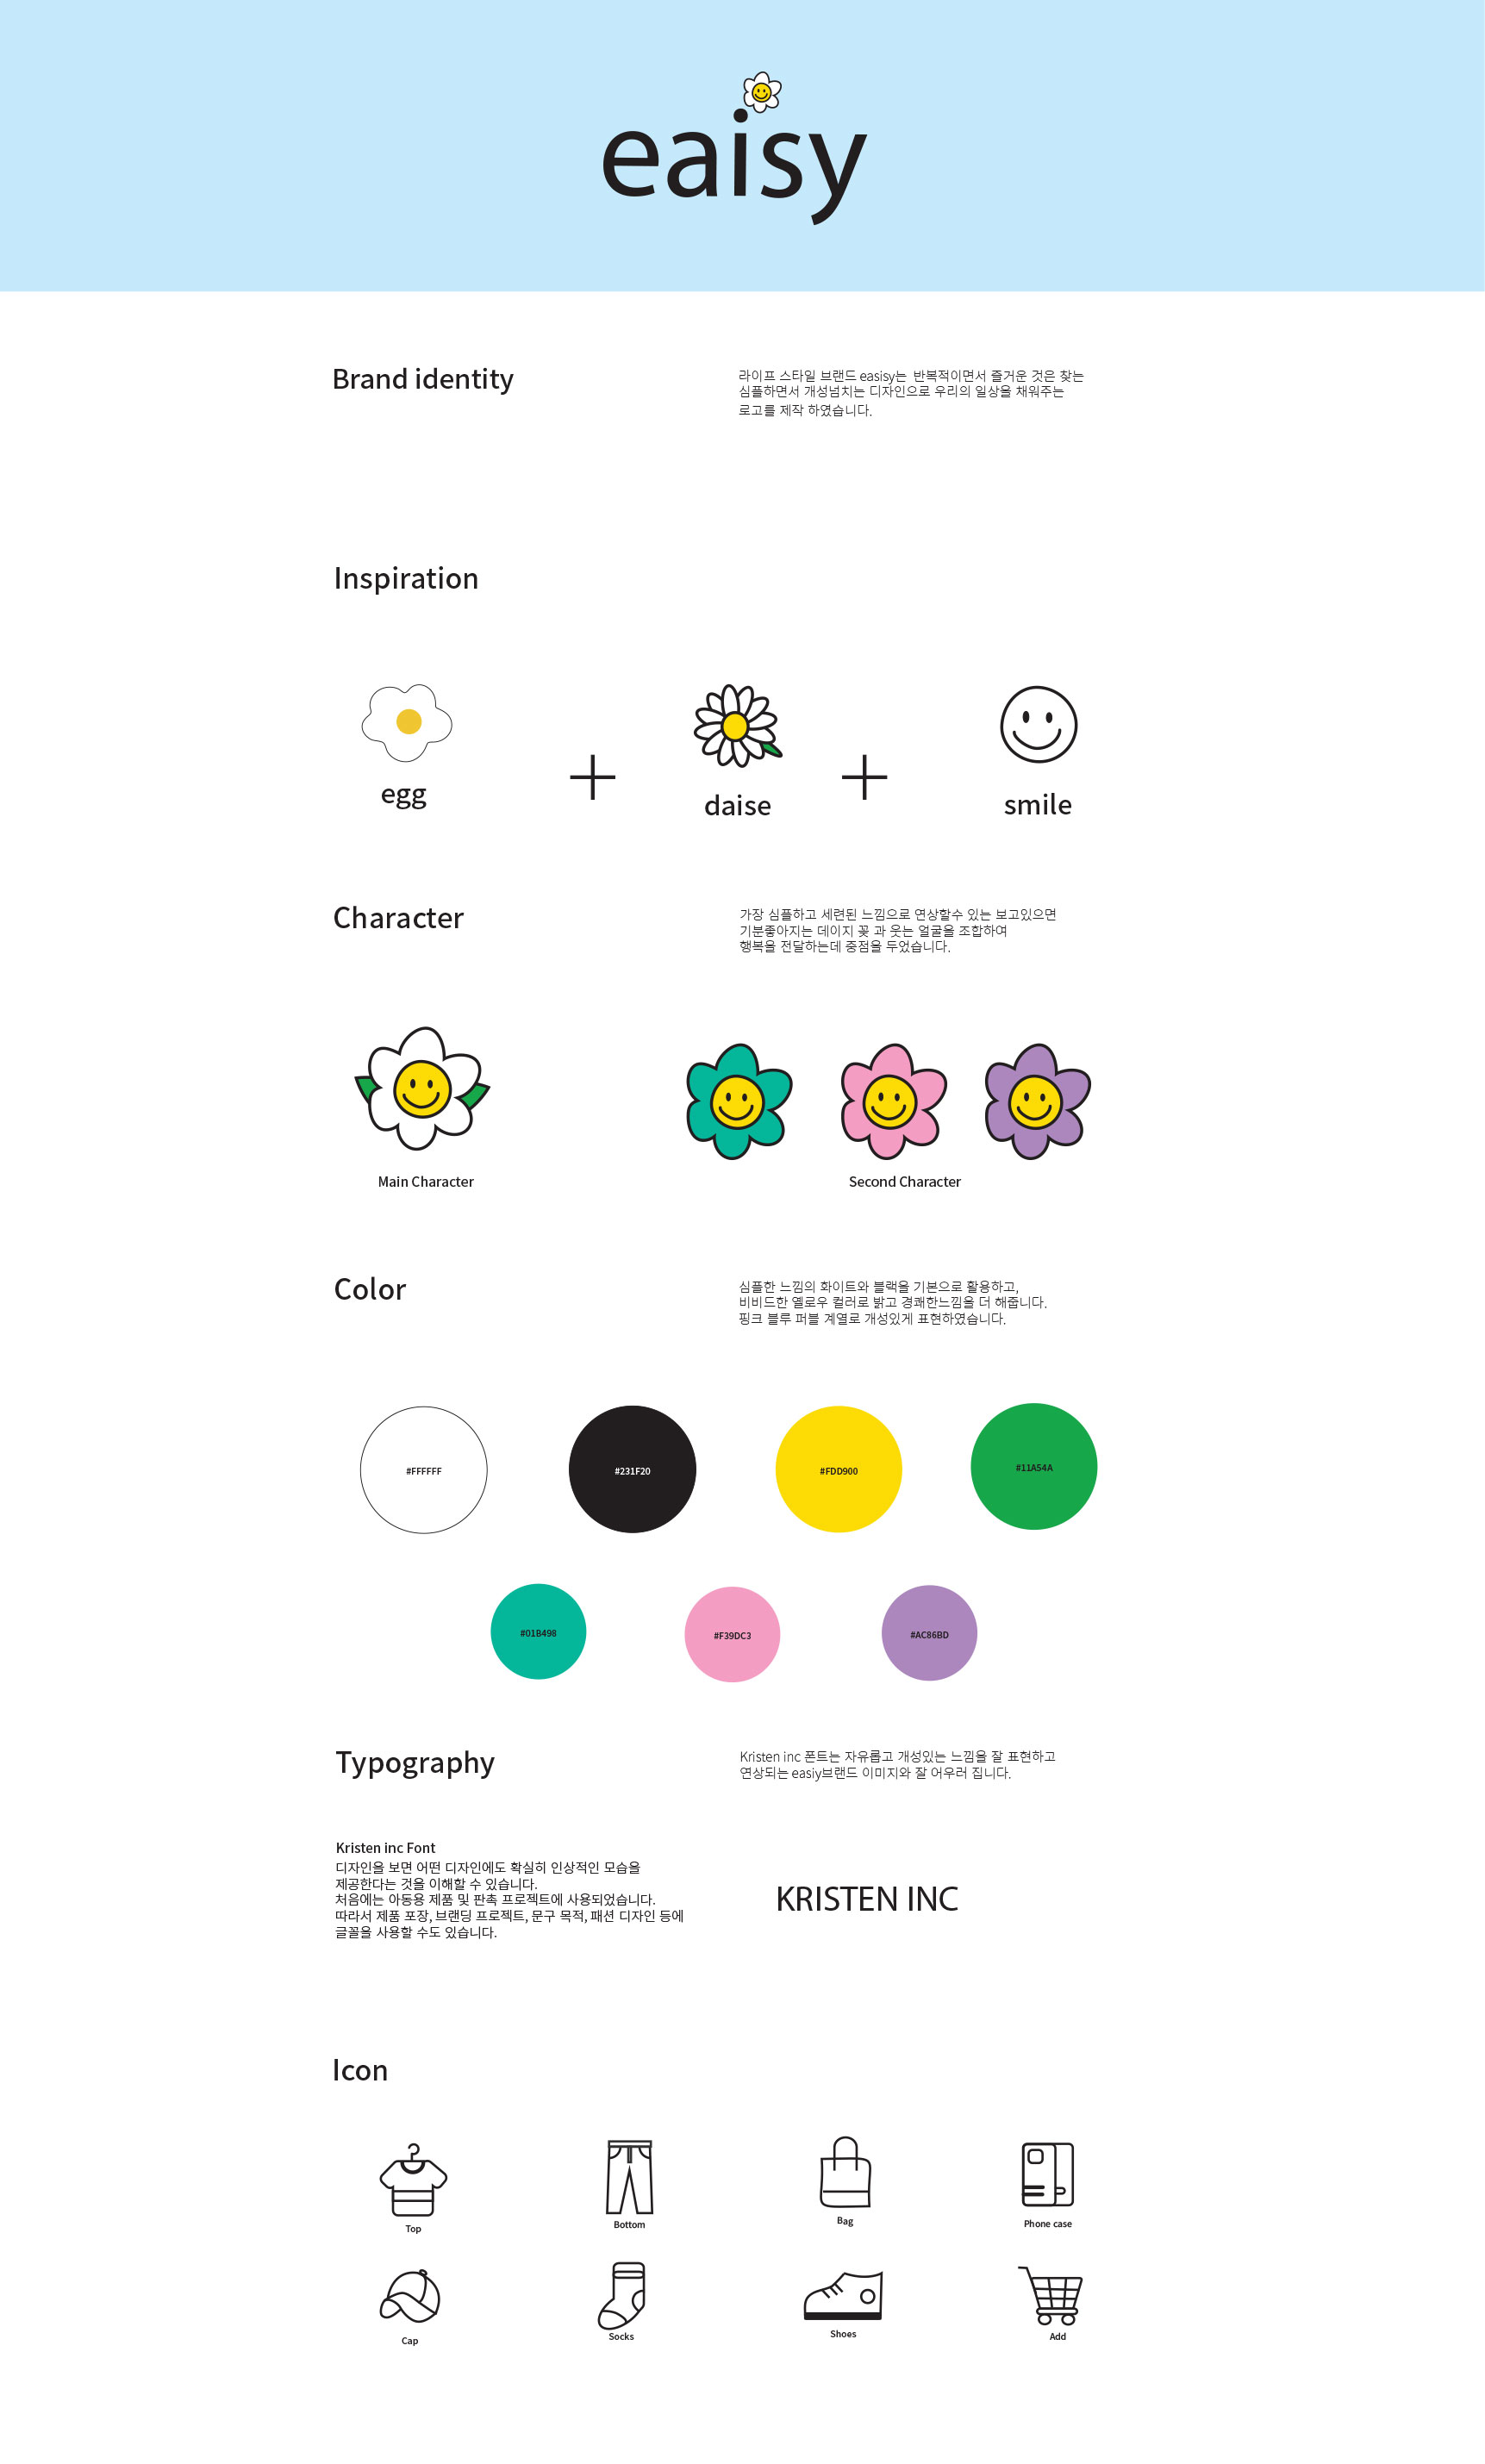 eaisy
Brand identity
라이프 스타일 브랜드 easisy는 반복적이면서 즐거운 것은 찾는
심플하면서 개성넘치는 디자인으로 우리의 일상을 채워주는
로고를 제작 하였습니다.
Inspiration
egg
daise
smile
Character
가장 심플하고 세련된 느낌으로 연상할수 있는 보고있으면
기분좋아지는 데이지 꽃 과 웃는 얼굴을 조합하여
행복을 전달하는데 중점을 두었습니다.
Main Character
Second Character
Color
심플한 느낌의 화이트와 블랙을 기본으로 활용하고,
비비드한 옐로우 컬러로 밝고 경쾌한느낌을 더 해줍니다.
핑크 블루 퍼블 계열로 개성있게 표현하였습니다.
#FFFFFF
#231F20
#FDD900
#11A54A
#01B498
#F39DC3
#AC86BD
Typography
Kristen inc 폰트는 자유롭고 개성있는 느낌을 잘 표현하고
연상되는 easiy브랜드 이미지와 잘 어우러 집니다.
Kristen inc Font
디자인을 보면 어떤 디자인에도 확실히 인상적인 모습을
제공한다는 것을 이해할 수 있습니다.
처음에는 아동용 제품 및 판촉 프로젝트에 사용되었습니다.
따라서 제품 포장, 브랜딩 프로젝트, 문구 목적, 패션 디자인 등에
글꼴을 사용할 수도 있습니다.
KRISTEN INC
Icon
Top
Bottom
Bag
Phone case
Cap
Socks
Shoes
Add